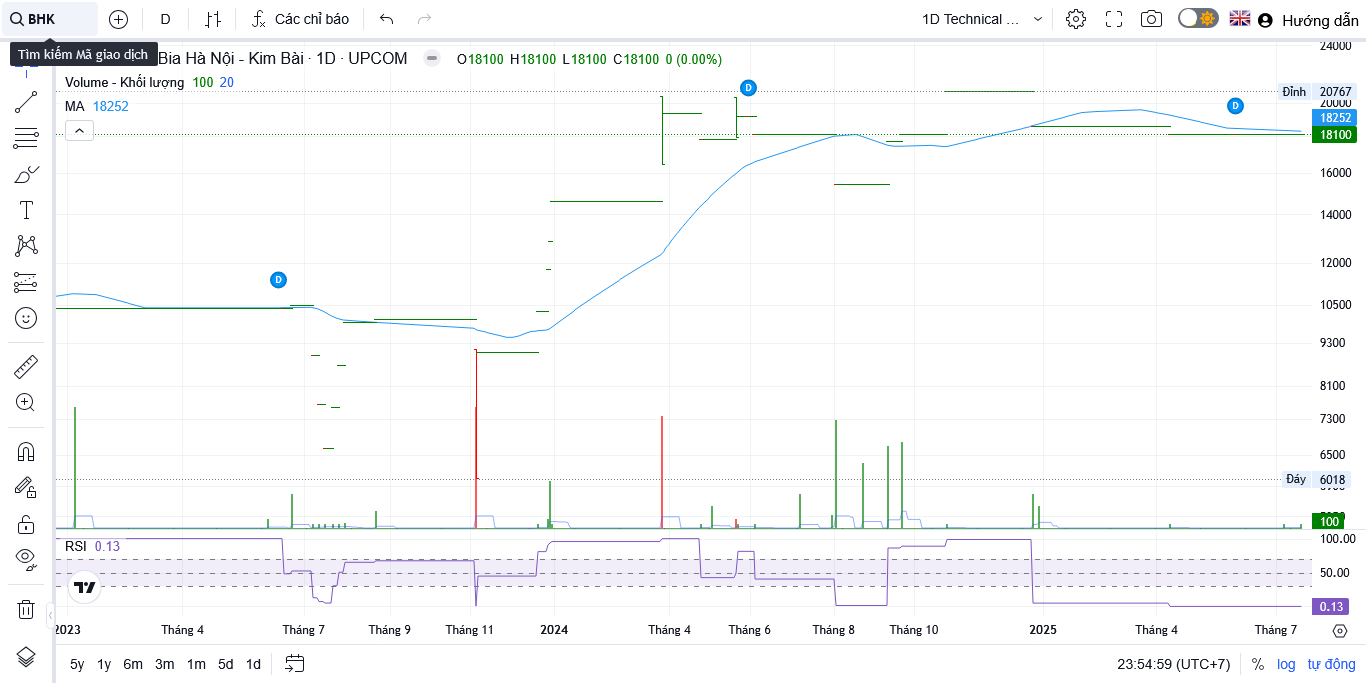 BHK
D
Các chỉ báo
1D Technical ...
Hướng dẫn
Tìm kiếm Mã giao dịch
Bia Hà Nội - Kim Bài · 1D · UPCOM
O18100 H18100 L18100 C18100 0 (0.00%)
Volume - Khối lượng 100 20
MA 18252
24000
Đỉnh 20767
20000
18252
18100
16000
14000
12000
10500
9300
8100
7300
6500
Đáy 6018
100
D
D
D
RSI 0.13
100.00
50.00
0.13
2023
Tháng 4
Tháng 7
Tháng 9
Tháng 11
2024
Tháng 4
Tháng 6
Tháng 8
Tháng 10
2025
Tháng 4
Tháng 7
5y 1y 6m 3m 1m 5d 1d
23:54:59 (UTC+7)
% log tự động